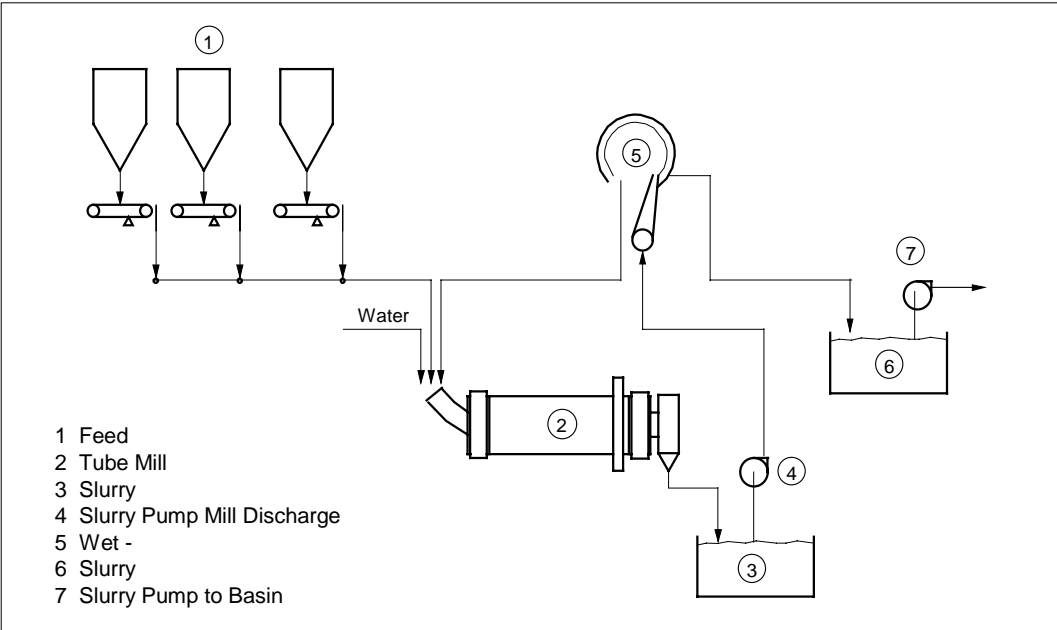 1
5
7
Water
6
2
4
3
1 Feed
2 Tube Mill
3 Slurry
4 Slurry Pump Mill Discharge
5 Wet -
6 Slurry
7 Slurry Pump to Basin